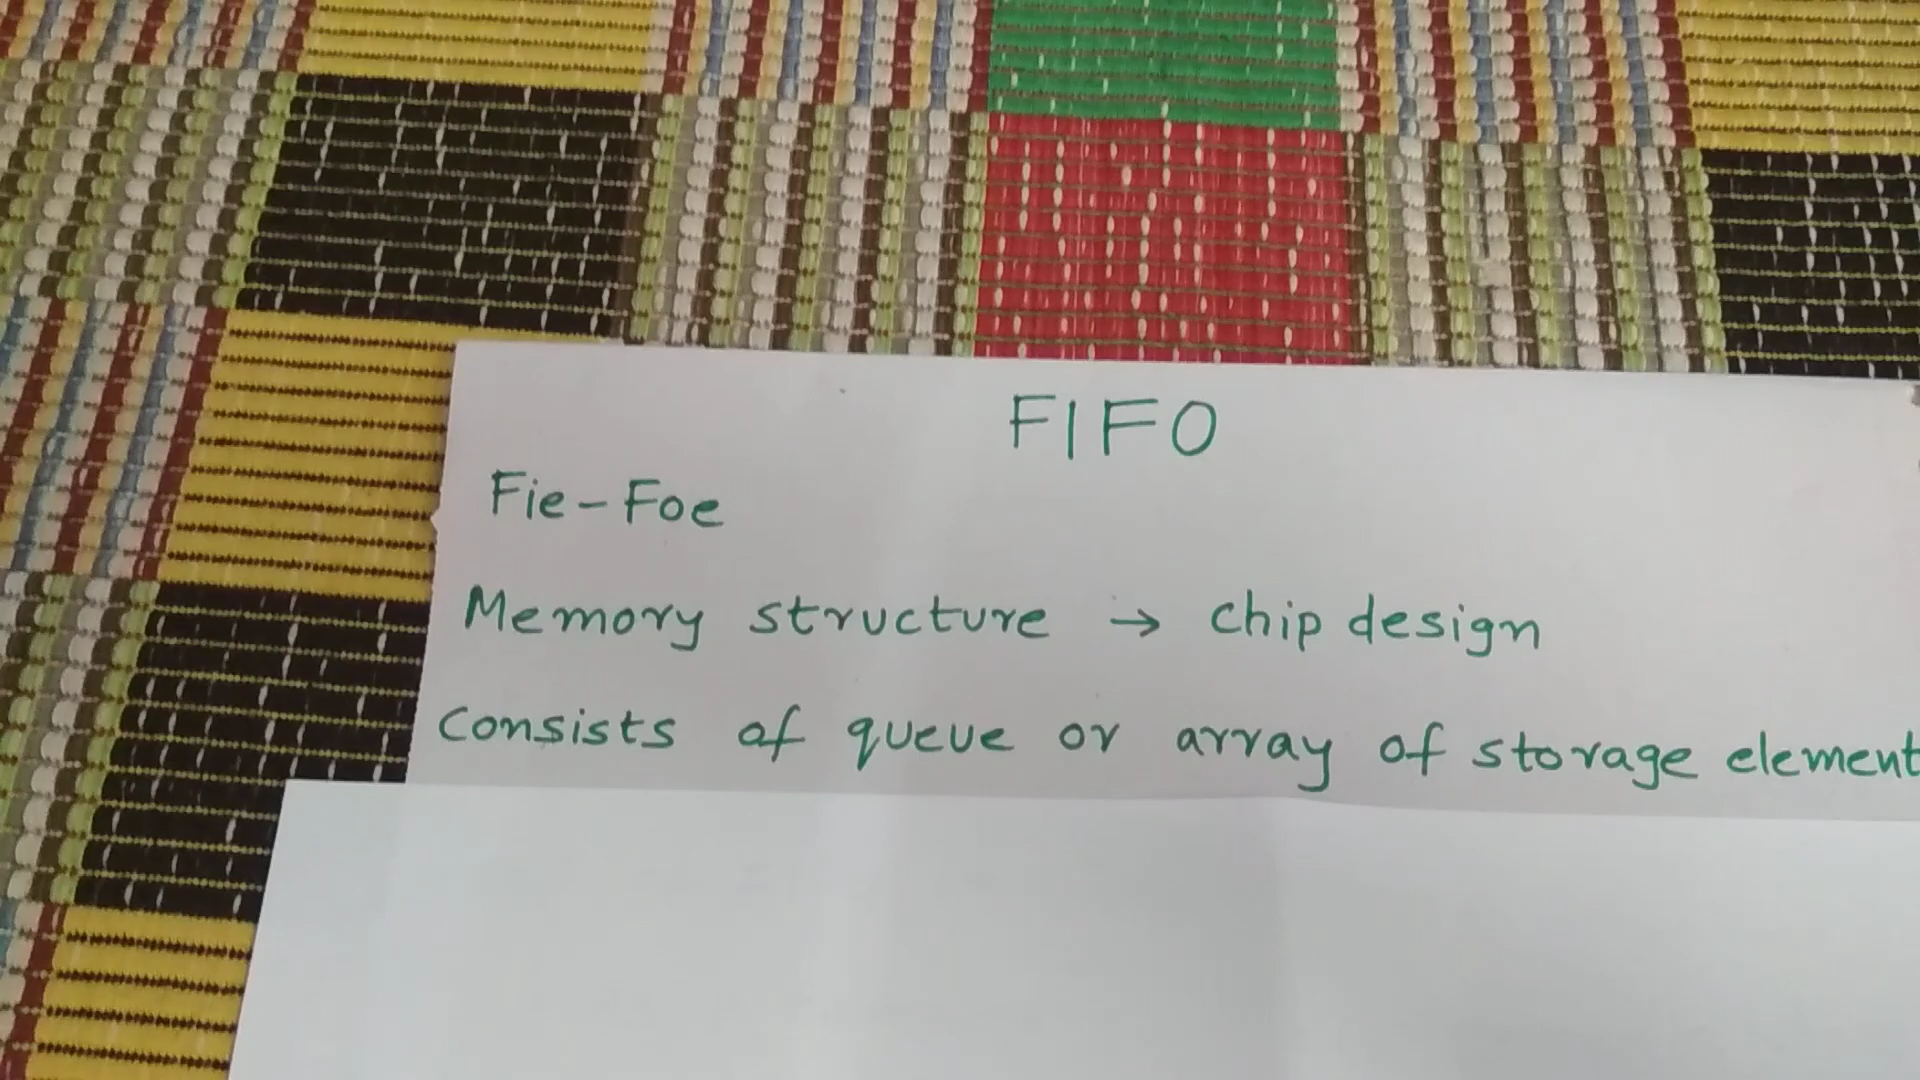 FIFO
Fie-Foe
Memory structure → chip design
consists of queue or array of storage element